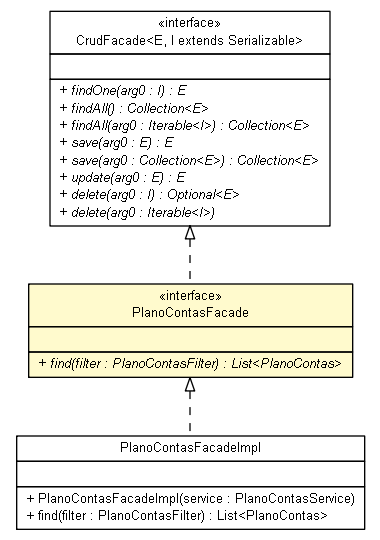 «interface»
CrudFacade<E, I extends Serializable>
+ findOne(arg0 : I) : E
+ findAll() : Collection<E>
+ findAll(arg0 : Iterable<I>) : Collection<E>
+ save(arg0 : E) : E
+ save(arg0 : Collection<E>) : Collection<E>
+ update(arg0 : E) : E
+ delete(arg0 : I) : Optional<E>
+ delete(arg0 : Iterable<I>)
«interface»
PlanoContasFacade
+ find(filter : PlanoContasFilter) : List<PlanoContas>
PlanoContasFacadeImpl
+ PlanoContasFacadeImpl(service : PlanoContasService)
+ find(filter : PlanoContasFilter) : List<PlanoContas>